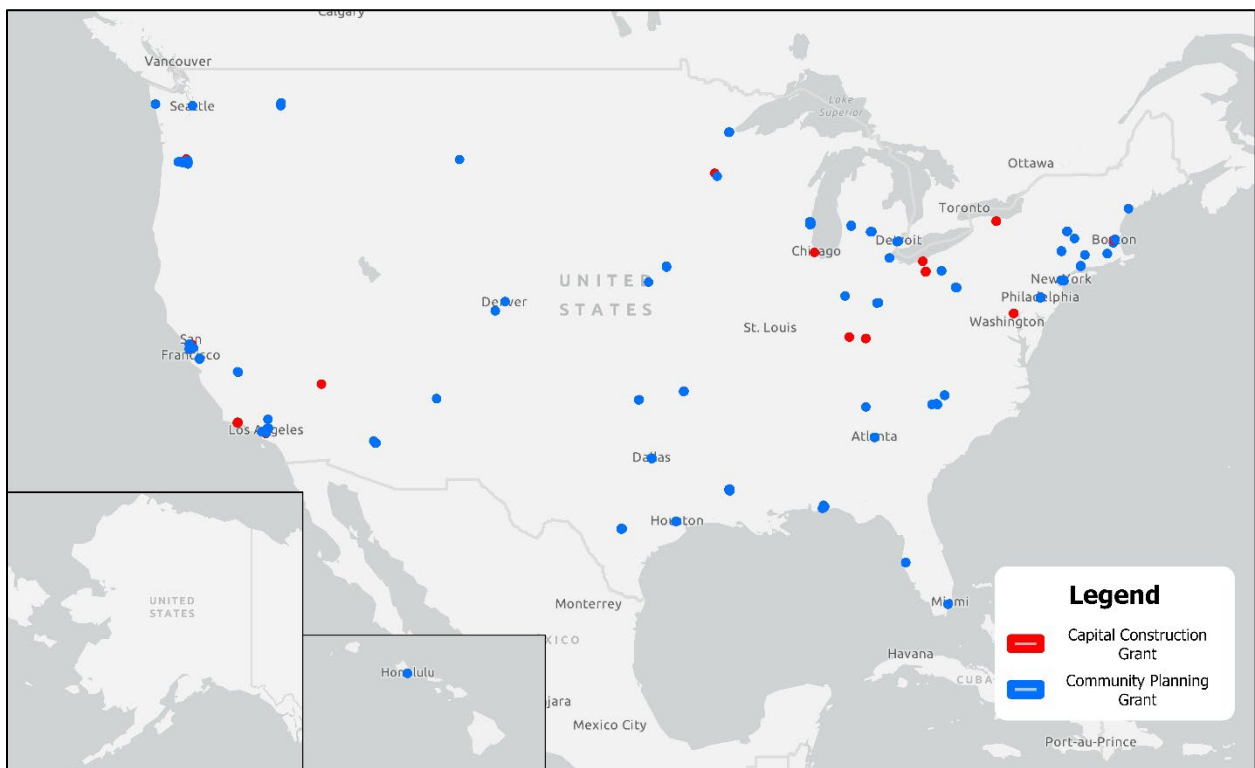 Calgary
Vancouver
Seattle
Lake
Superior
Ottawa
Toronto
Boston
Detroit
Chicago
New York
Philadelphia
Washington
UNITED
STATES
Denver
St. Louis
San
Francisco
Los Angeles
Atlanta
Dallas
Houston
Miami
Monterrey
XICO
Havana
CUBA
ajara
Mexico City
Port-au-Prince
UNITED
STATES
Honolulu
Legend
Capital Construction
Grant
Community Planning
Grant